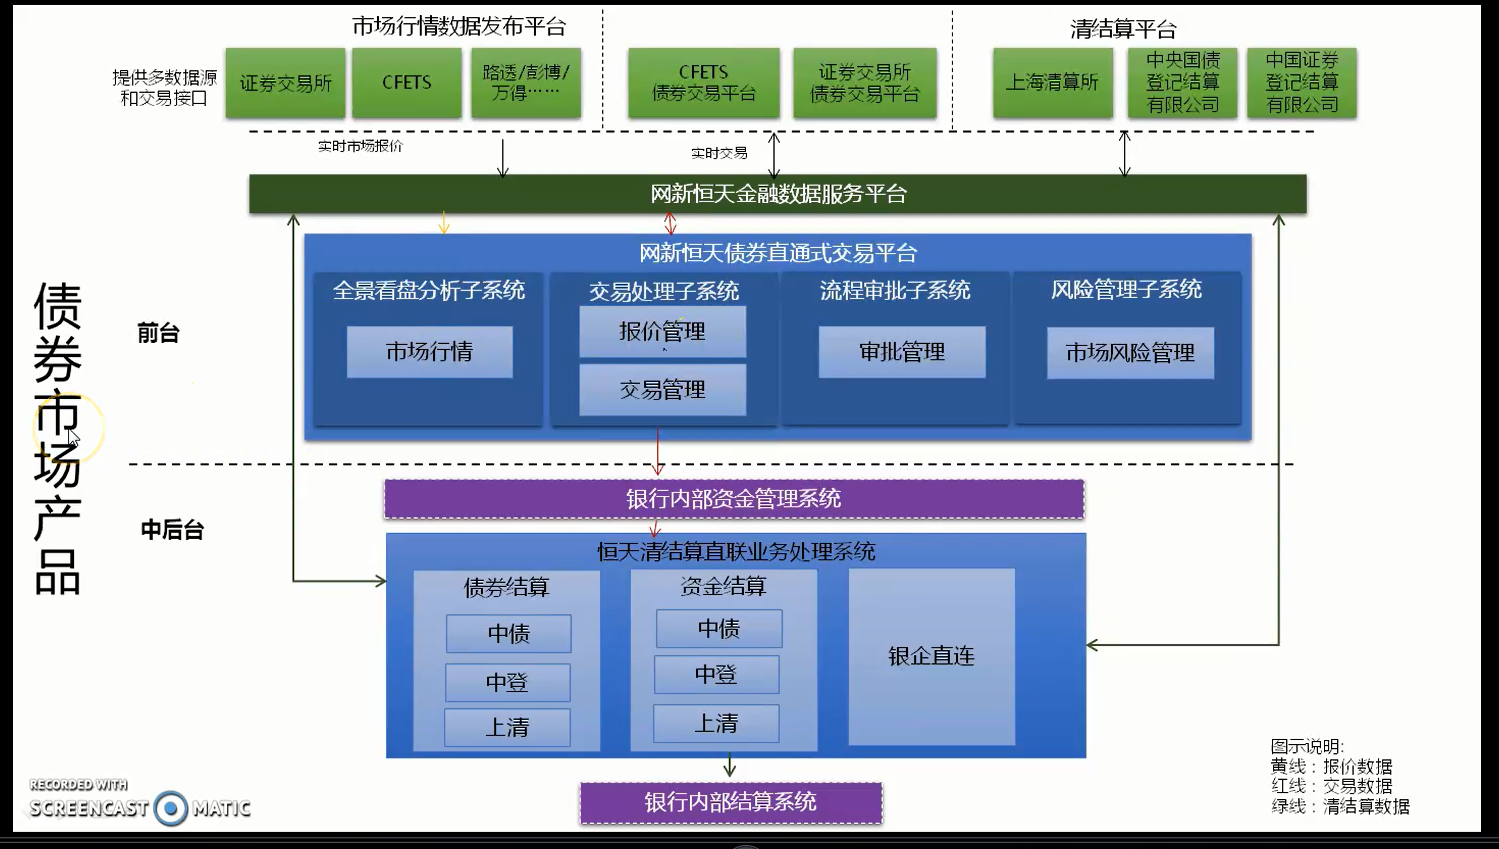 市场行情数据发布平台
清结算平台
提供多数据源
和交易接口
证券交易所
CFETS
路透/彭博/
万得……
CFETS
债券交易平台
证券交易所
债券交易平台
上海清算所
中央国债
登记结算
有限公司
中国证券
登记结算
有限公司
实时市场报价
实时交易
网新恒天金融数据服务平台
网新恒天债券直通式交易平台
全景看盘分析子系统
交易处理子系统
流程审批子系统
风险管理子系统
市场行情
报价管理
交易管理
审批管理
市场风险管理
债券市场产品
前台
中后台
银行内部资金管理系统
恒天清结算直联业务处理系统
债券结算
中债
中登
上清
资金结算
中债
中登
上清
银企直连
银行内部结算系统
图示说明:
黄线：报价数据
红线：交易数据
绿线：清结算数据
RECORDED WITH
SCREENCAST MATIC